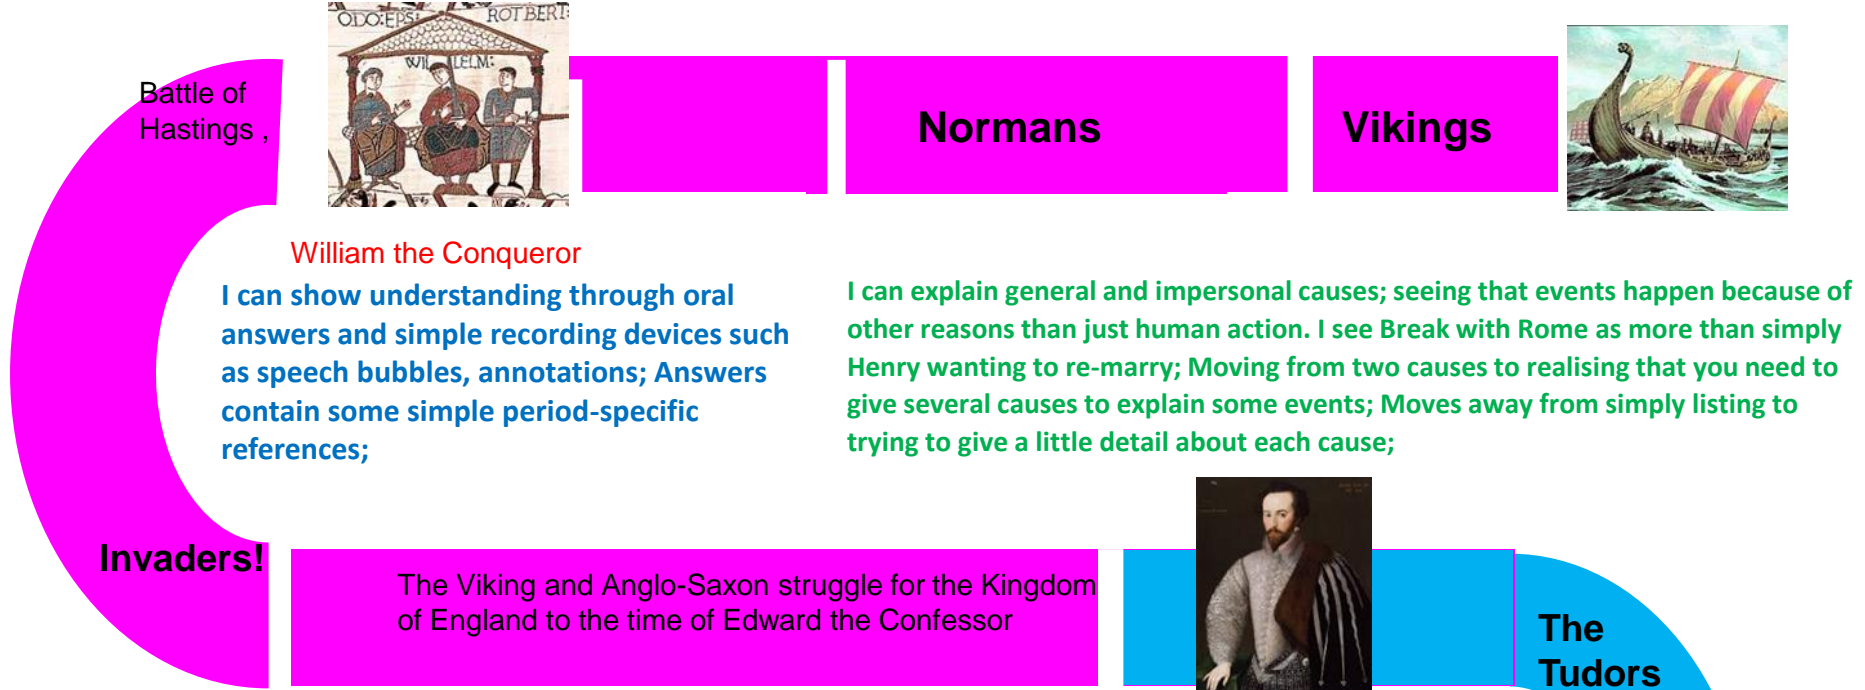 ODO:EPS:
ROTBERT:
WILLELM:
Battle of
Hastings ,
Normans
Vikings
William the Conqueror
I can show understanding through oral
answers and simple recording devices such
as speech bubbles, annotations; Answers
contain some simple period-specific
references;
I can explain general and impersonal causes; seeing that events happen because of
other reasons than just human action. I see Break with Rome as more than simply
Henry wanting to re-marry; Moving from two causes to realising that you need to
give several causes to explain some events; Moves away from simply listing to
trying to give a little detail about each cause;
Invaders!
The Viking and Anglo-Saxon struggle for the Kingdom
of England to the time of Edward the Confessor
The
Tudors